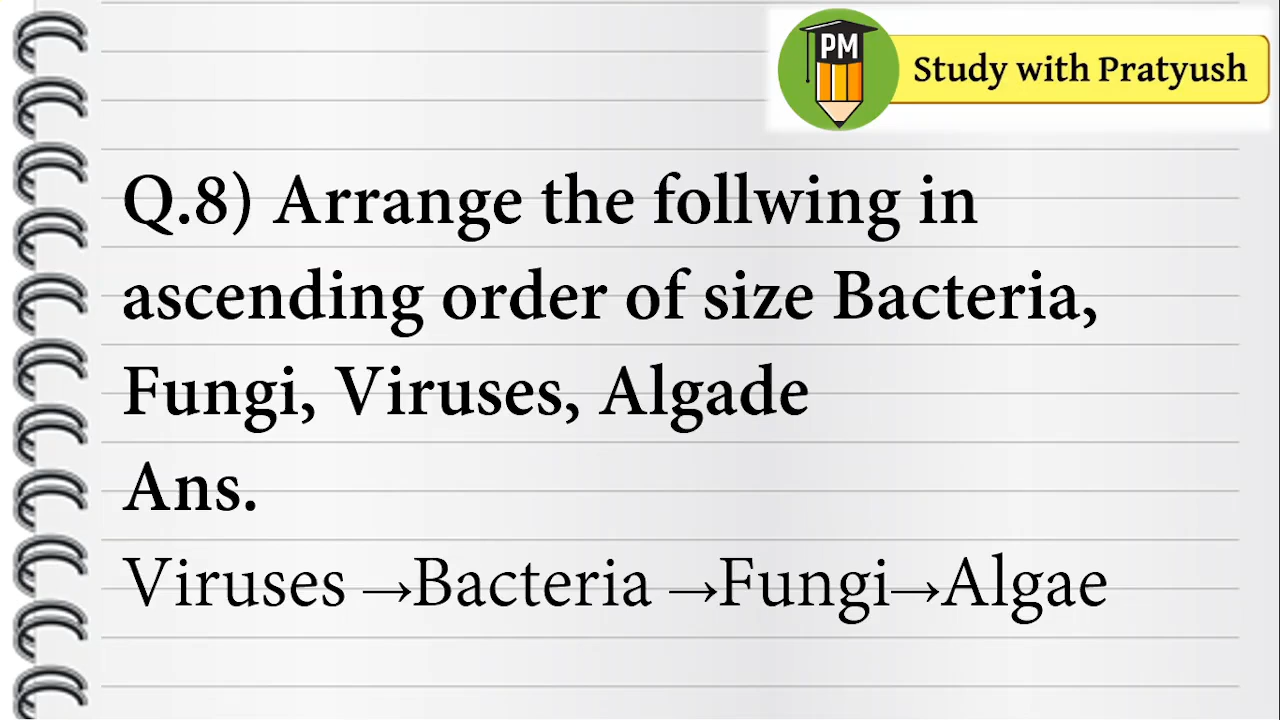 PM
Study with Pratyush
Q.8) Arrange the follwing in
ascending order of size Bacteria,
Fungi, Viruses, Algade
Ans.
Viruses →Bacteria →Fungi→Algae